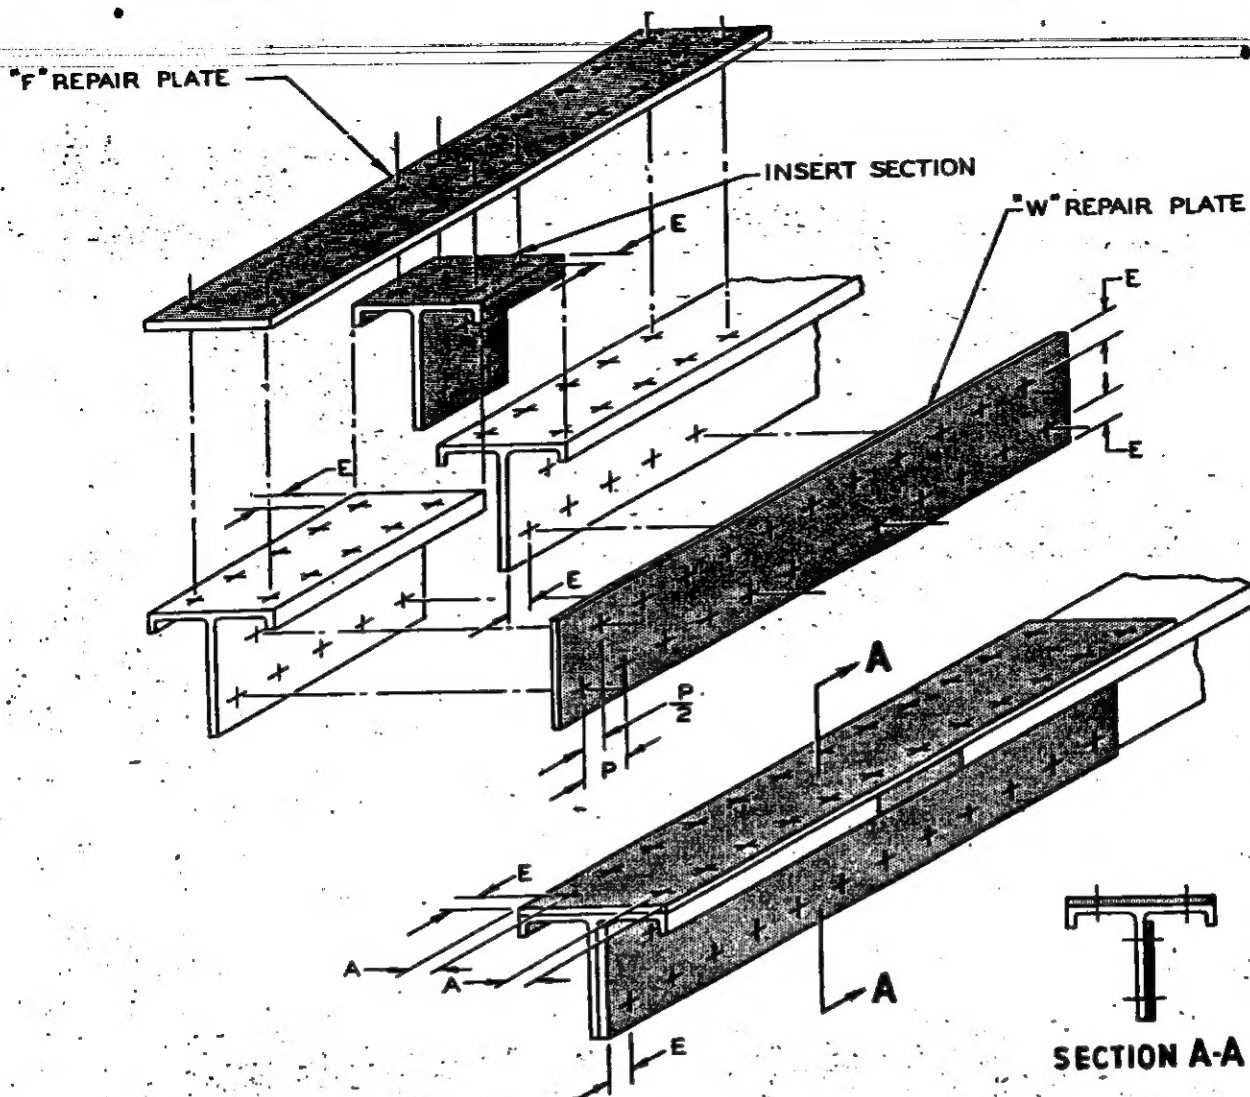 "F" REPAIR PLATE
INSERT SECTION
"W" REPAIR PLATE
E
E
E
E
E
P
2
P
A
E
A
A
A
E
SECTION A-A